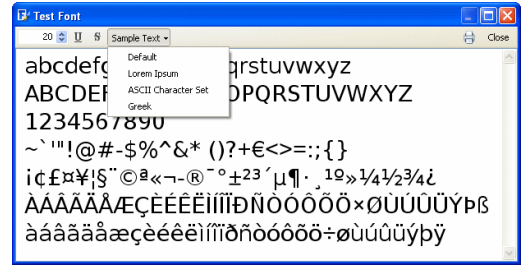 Test Font
20 U S Sample Text Close
Default
Lorem Ipsum
ASCII Character Set
Greek
abcdefg qrstuvwxyz
ABCDEF OPQRSTUVWXYZ
1234567890
~`'"!@#-$%^&* ()?+€<>=:;{}
¡¢£¤¥¦§¨©ª«¬-®¯°±²³´µ¶·¸¹º»¼½¾¿
ÀÁÂÃÄÅÆÇÈÉÊËÌÍÎÏÐÑÒÓÔÕÖ×ØÙÚÛÜÝÞß
àáâãäåæçèéêëìíîïðñòóôõö÷øùúûüýþÿ